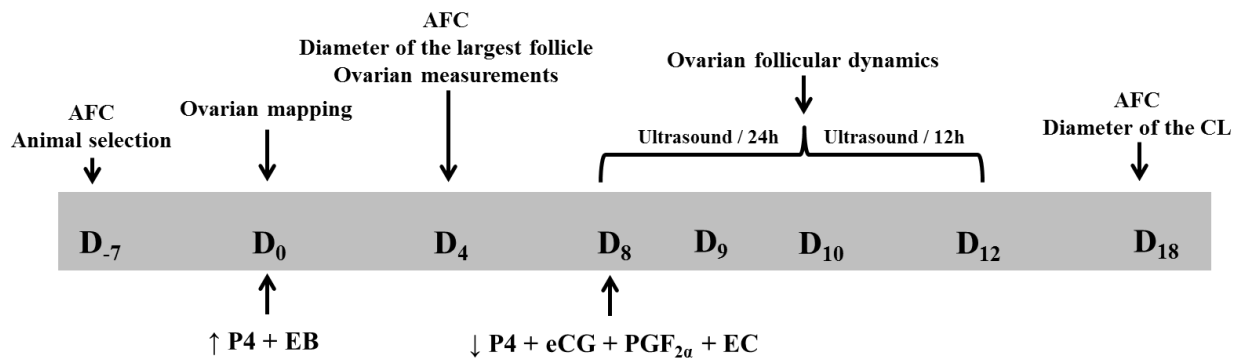 AFC
Animal selection
Ovarian mapping
AFC
Diameter of the largest follicle
Ovarian measurements
Ovarian follicular dynamics
Ultrasound / 24h
Ultrasound / 12h
AFC
Diameter of the CL
D₋₇
D₀
D₄
D₈
D₉
D₁₀
D₁₂
D₁₈
↑ P4 + EB
↓ P4 + eCG + PGF₂α + EC